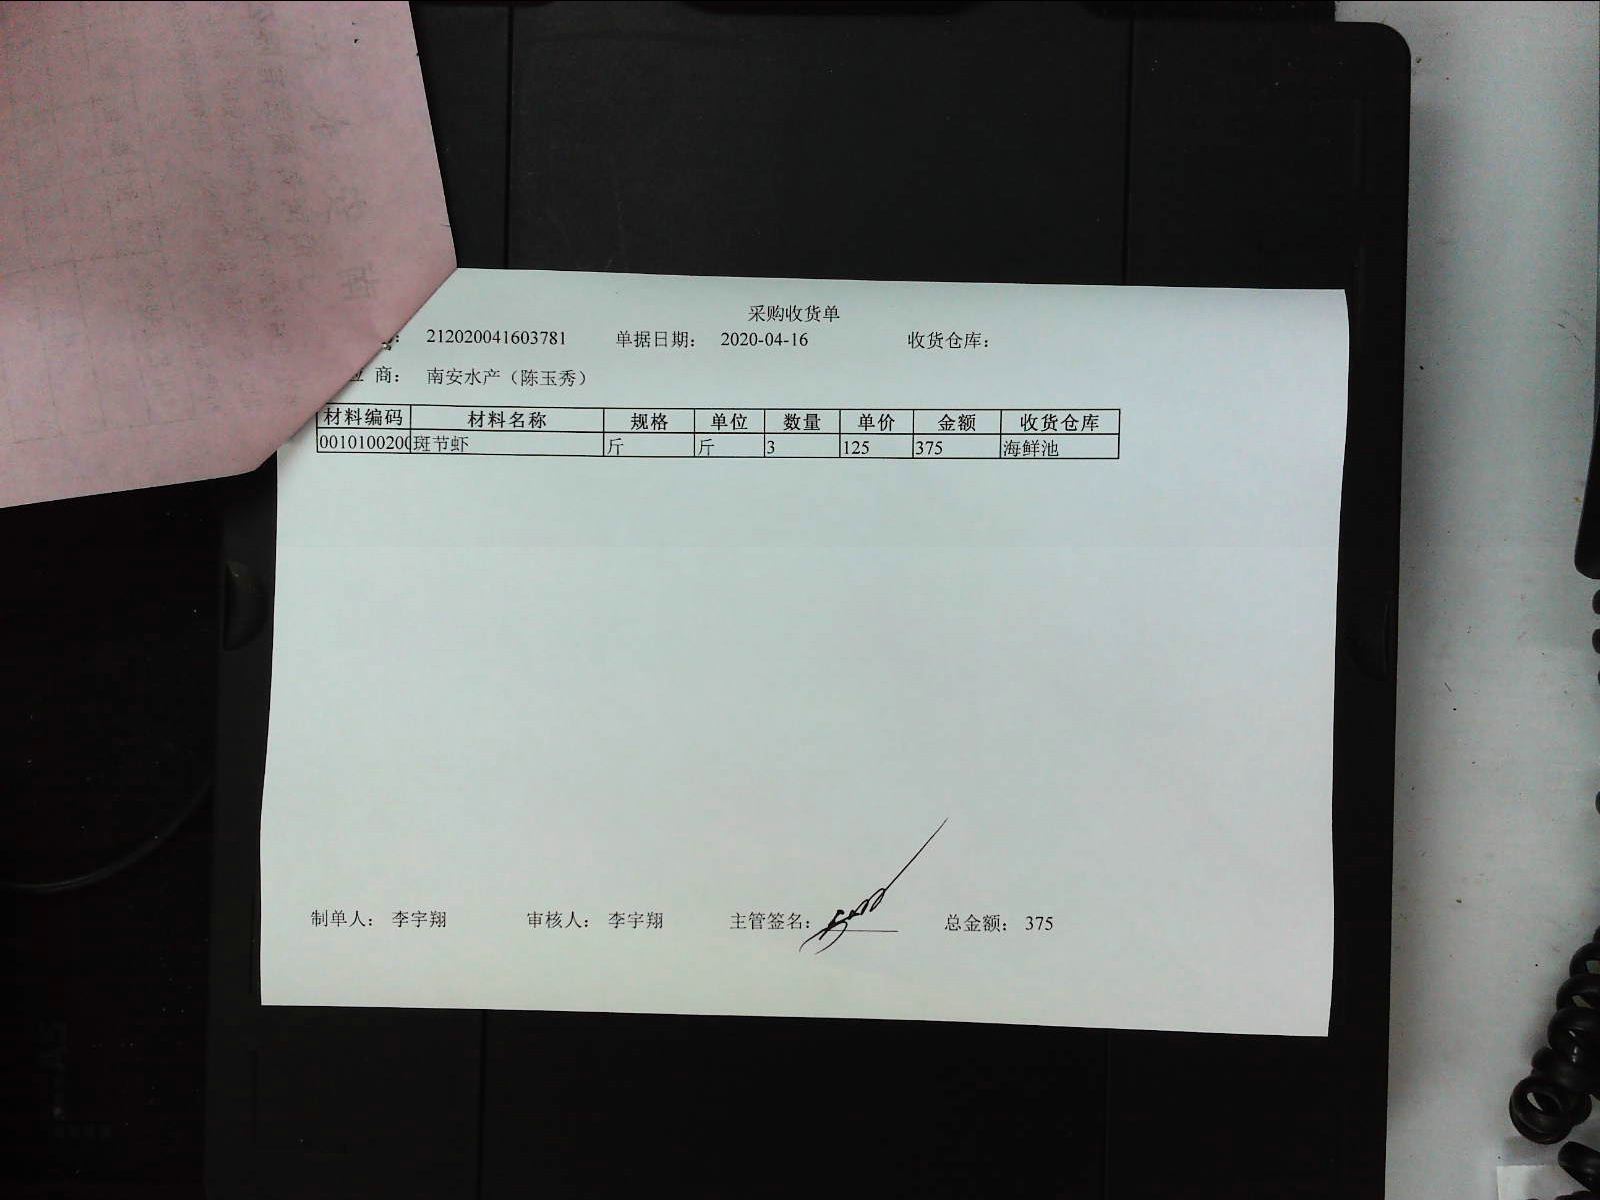 采购收货单
号： 212020041603781 单据日期： 2020-04-16 收货仓库：
应 商： 南安水产（陈玉秀）
材料编码 材料名称 规格 单位 数量 单价 金额 收货仓库
0010100200 斑节虾 斤 斤 3 125 375 海鲜池
制单人： 李宇翔 审核人： 李宇翔 主管签名： 总金额： 375